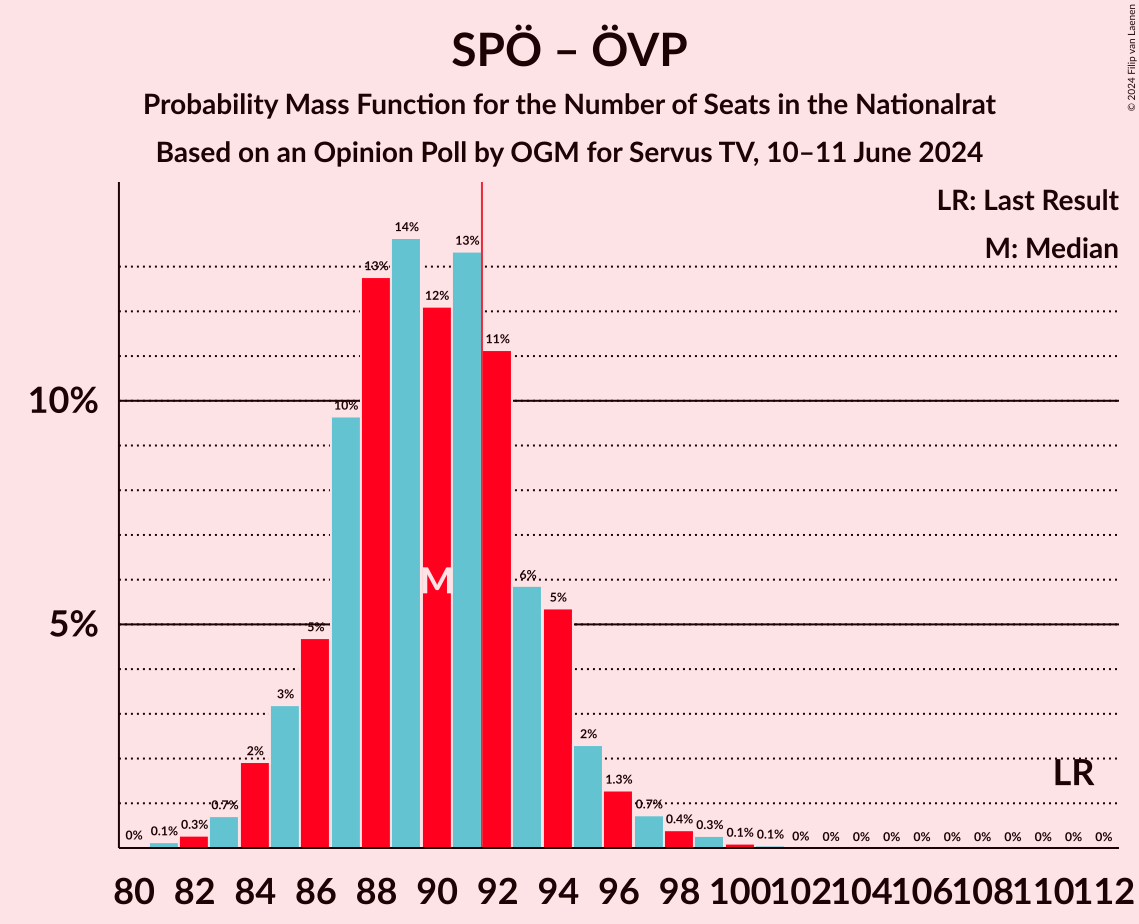 SPÖ – ÖVP
Probability Mass Function for the Number of Seats in the Nationalrat
Based on an Opinion Poll by OGM for Servus TV, 10–11 June 2024
© 2024 Filip van Laenen
LR: Last Result
M: Median
10%
5%
0% 0.1% 0.3% 0.7% 2% 3% 5% 10% 13% 14% 12% 13% 11% 6% 5% 2% 1.3% 0.7% 0.4% 0.3% 0.1% 0.1% 0% 0% 0% 0% 0% 0% 0% 0% 0% 0% 0%
M
LR
80 82 84 86 88 90 92 94 96 98 100 102 104 106 108 110 112